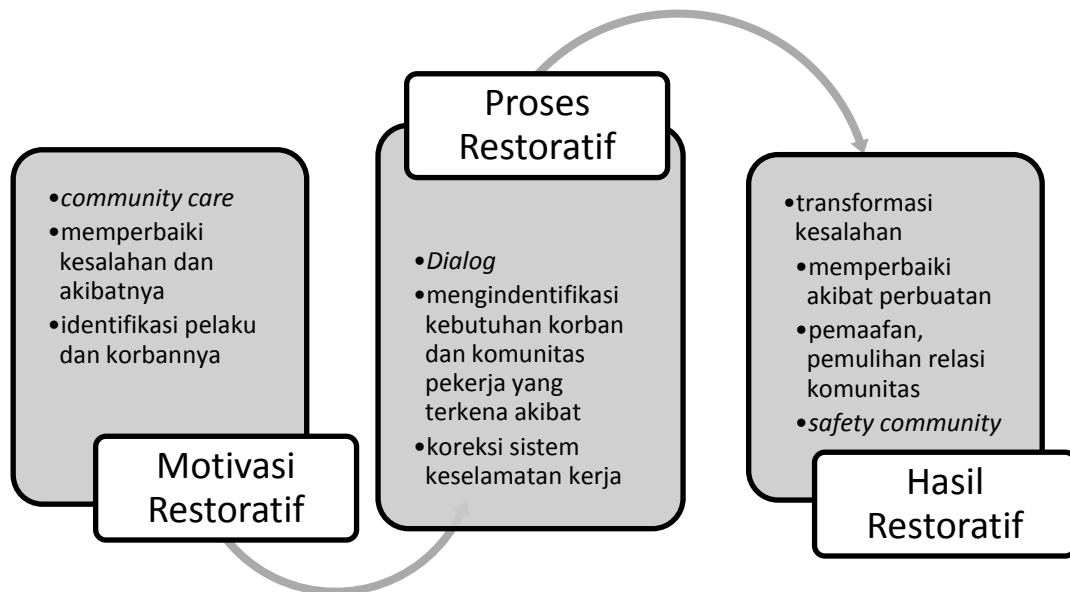 •community care
•memperbaiki
kesalahan dan
akibatnya
•identifikasi pelaku
dan korbannya
Motivasi
Restoratif
Proses
Restoratif
•Dialog
•mengindentifikasi
kebutuhan korban
dan komunitas
pekerja yang
terkena akibat
•koreksi sistem
keselamatan kerja
•transformasi
kesalahan
•memperbaiki
akibat perbuatan
•pemaafan,
pemulihan relasi
komunitas
•safety community
Hasil
Restoratif